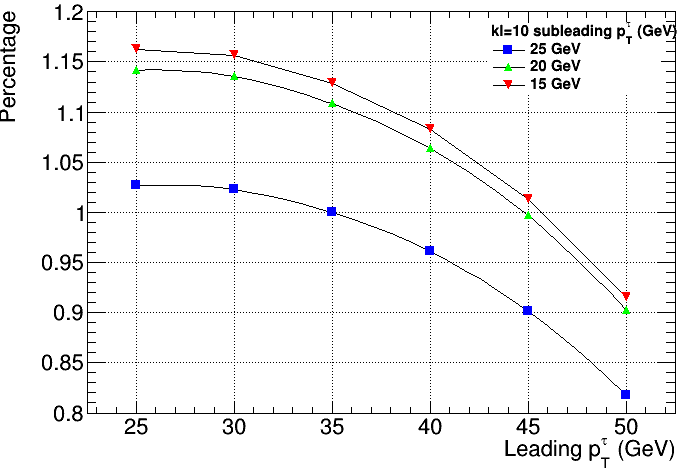 Percentage
1.2
1.15
1.1
1.05
1
0.95
0.9
0.85
0.8
kl=10 subleading p_T^τ (GeV)
25 GeV
20 GeV
15 GeV
25 30 35 40 45 50
Leading p_T^τ (GeV)